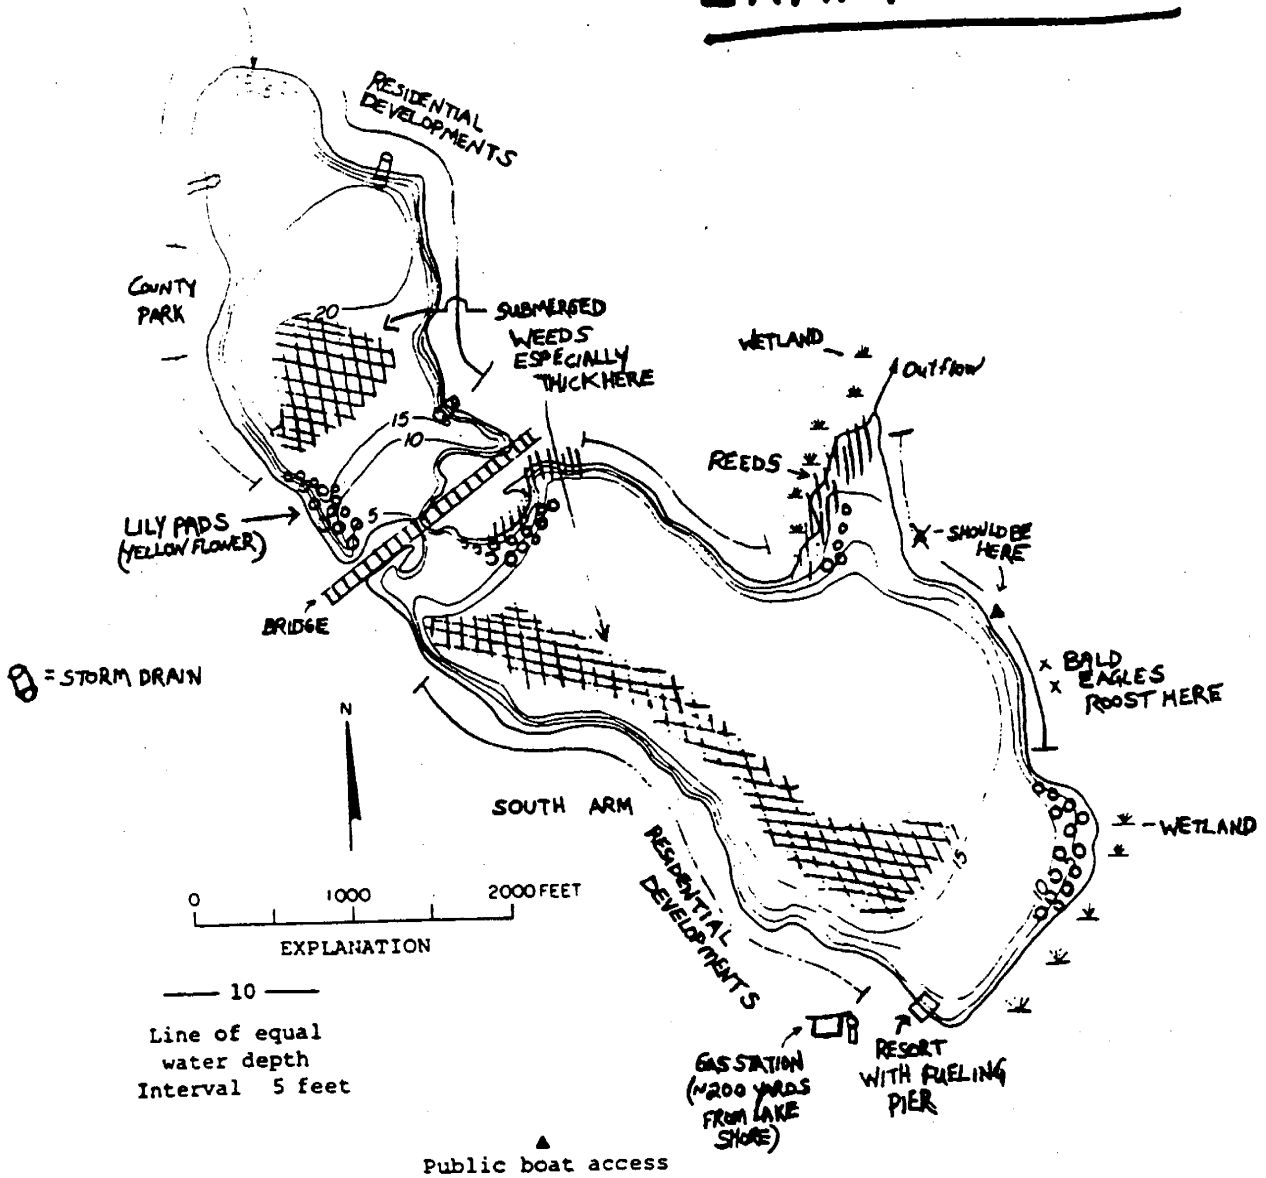 RESIDENTIAL
DEVELOPMENTS
COUNTY
PARK
20
SUBMERGED
WEEDS
ESPECIALLY
THICK HERE
15
10
5
WETLAND
Outflow
REEDS
LILY PADS
(YELLOW FLOWER)
SHOULD BE
HERE
BRIDGE
= STORM DRAIN
BALD
EAGLES
ROOST HERE
N
SOUTH ARM
WETLAND
15
10
5
RESIDENTIAL
DEVELOPMENTS
0 1000 2000 FEET
EXPLANATION
10
Line of equal
water depth
Interval 5 feet
GAS STATION
(~200 YARDS
FROM LAKE
SHORE)
RESORT
WITH FUELING
PIER
Public boat access